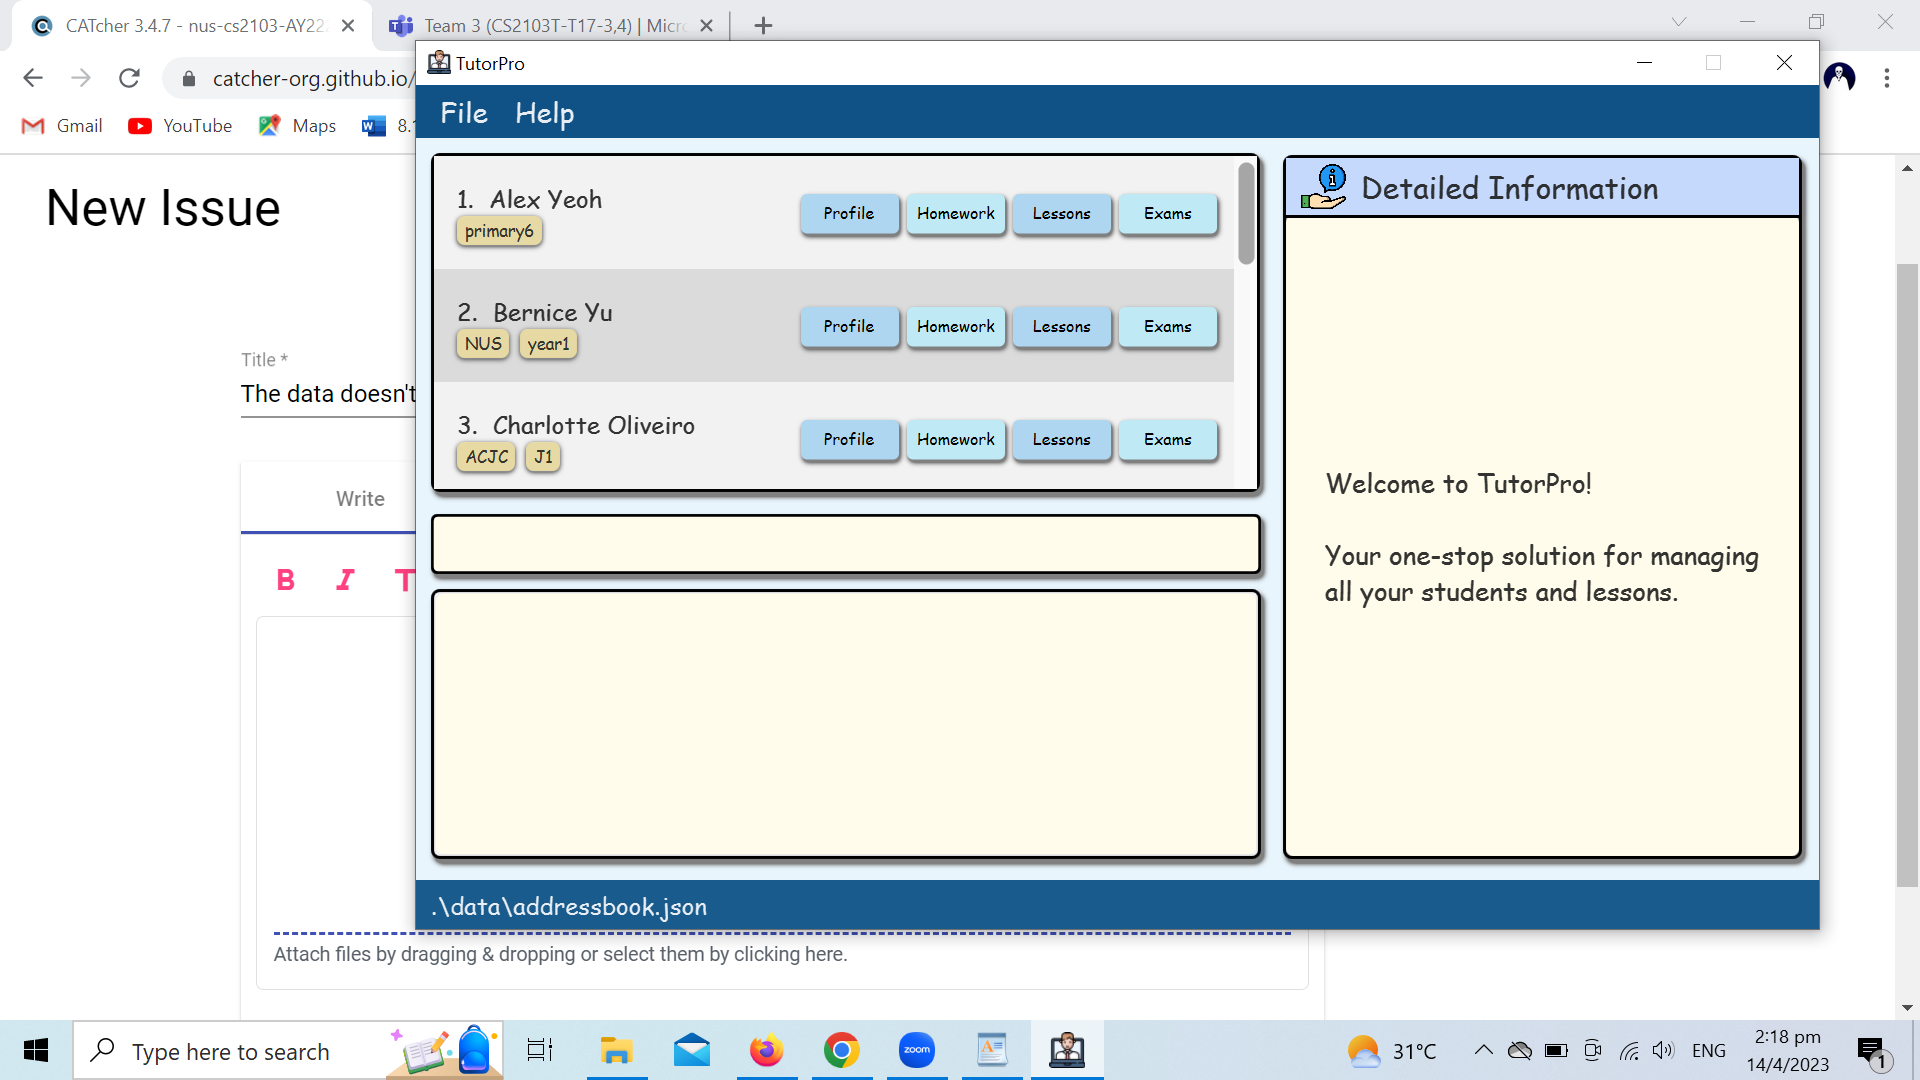 CATcher 3.4.7 - nus-cs2103-AY22
Team 3 (CS2103T-T17-3,4) | Micr
catcher-org.github.io/
Gmail
YouTube
Maps
8.
TutorPro
File Help
New Issue
Title *
The data doesn't
Write
B I T
1. Alex Yeoh
primary6
Profile Homework Lessons Exams
2. Bernice Yu
NUS year1
Profile Homework Lessons Exams
3. Charlotte Oliveiro
ACJC J1
Profile Homework Lessons Exams
Detailed Information
Welcome to TutorPro!
Your one-stop solution for managing
all your students and lessons.
.\data\addressbook.json
Attach files by dragging & dropping or select them by clicking here.
Type here to search
zoom
31°C
ENG
2:18 pm
14/4/2023
1